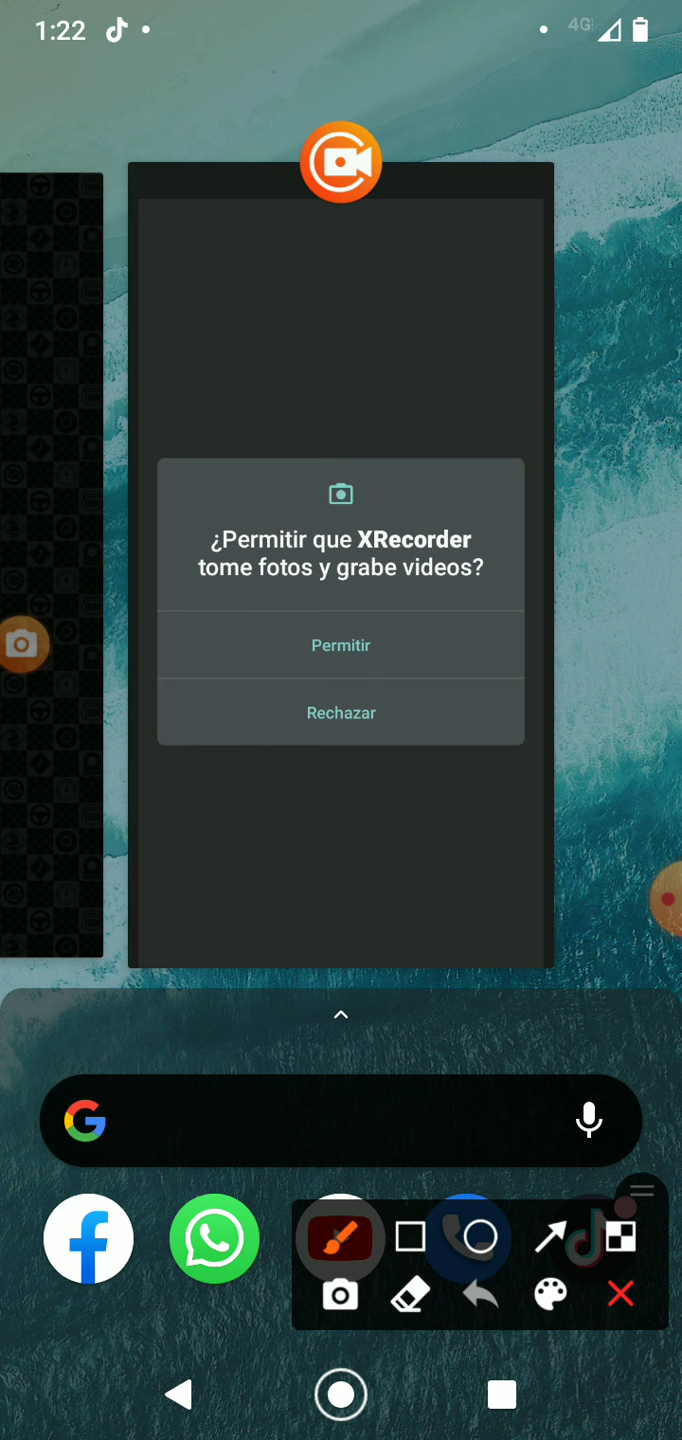 1:22
4G
¿Permitir que XRecorder
tome fotos y grabe videos?
Permitir
Rechazar